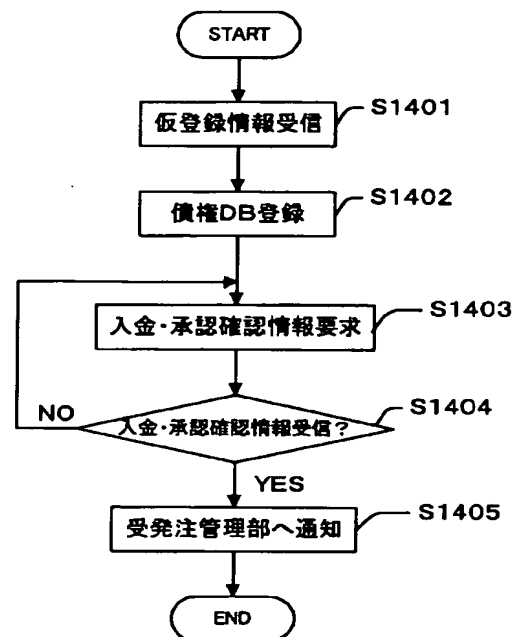 START
仮登録情報受信
S1401
債権DB登録
S1402
入金・承認確認情報要求
S1403
入金・承認確認情報受信？
S1404
NO
YES
受発注管理部へ通知
S1405
END